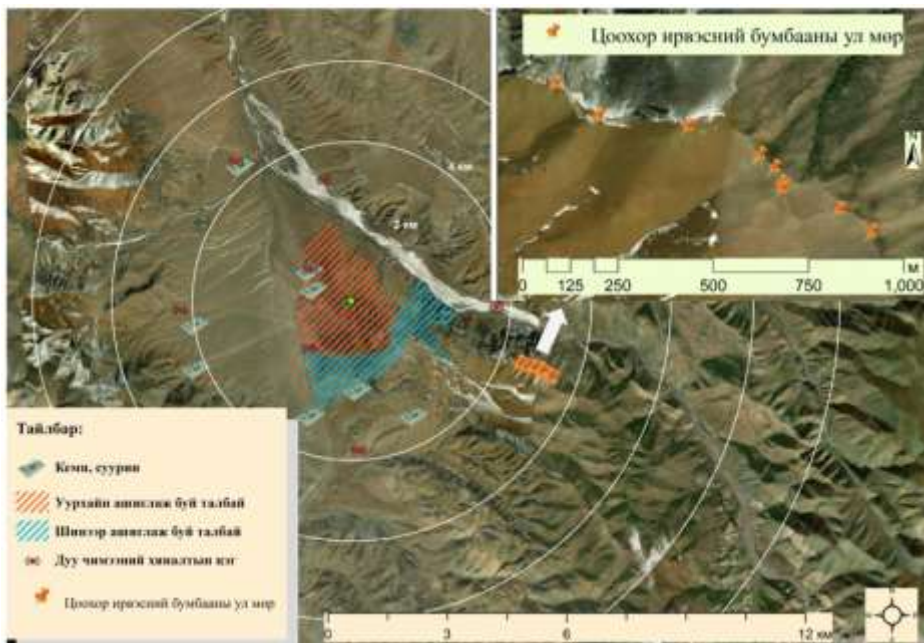 Цоохор ирвэсний бумбааны ул мөр
4 км
2 км
м
0 125 250 500 750 1,000
Тайлбар:
Кемп, суурин
Уурхайн ашиглаж буй талбай
Шинээр ашиглаж буй талбай
Дуу чимээний хяналтын цэг
Цоохор ирвэсний бумбааны ул мөр
0 3 6 12 км